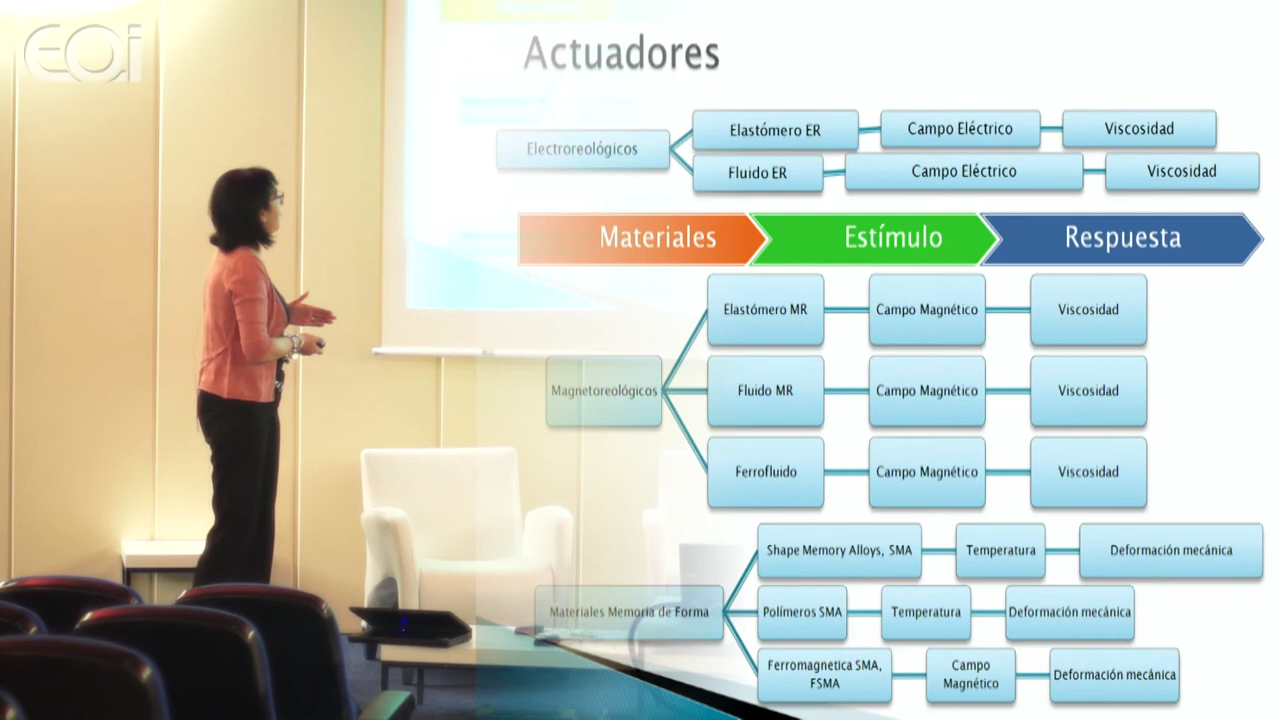 EOi
Actuadores
Electroreológicos
Elastómero ER
Campo Eléctrico
Viscosidad
Fluido ER
Campo Eléctrico
Viscosidad
Materiales
Estímulo
Respuesta
Magnetoreológicos
Elastómero MR
Campo Magnético
Viscosidad
Fluido MR
Campo Magnético
Viscosidad
Ferrofluido
Campo Magnético
Viscosidad
Materiales Memoria de Forma
Shape Memory Alloys, SMA
Temperatura
Deformación mecánica
Polímeros SMA
Temperatura
Deformación mecánica
Ferromagnetica SMA,
FSMA
Campo
Magnético
Deformación mecánica